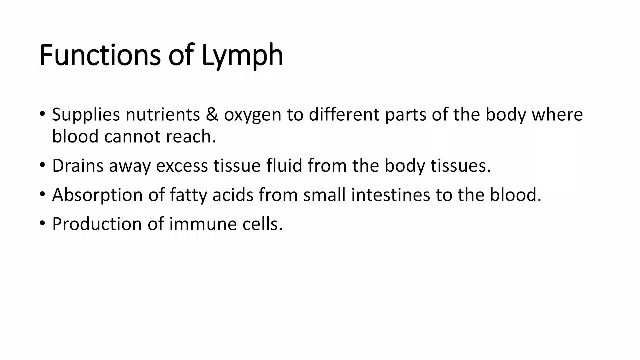 Functions of Lymph
• Supplies nutrients & oxygen to different parts of the body where
blood cannot reach.
• Drains away excess tissue fluid from the body tissues.
• Absorption of fatty acids from small intestines to the blood.
• Production of immune cells.